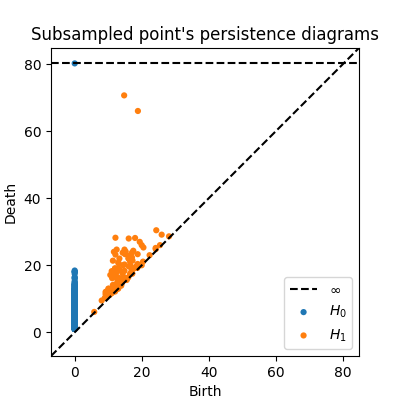 Subsampled point's persistence diagrams
80
60
40
20
0
Death
∞
H₀
H₁
0 20 40 60 80
Birth